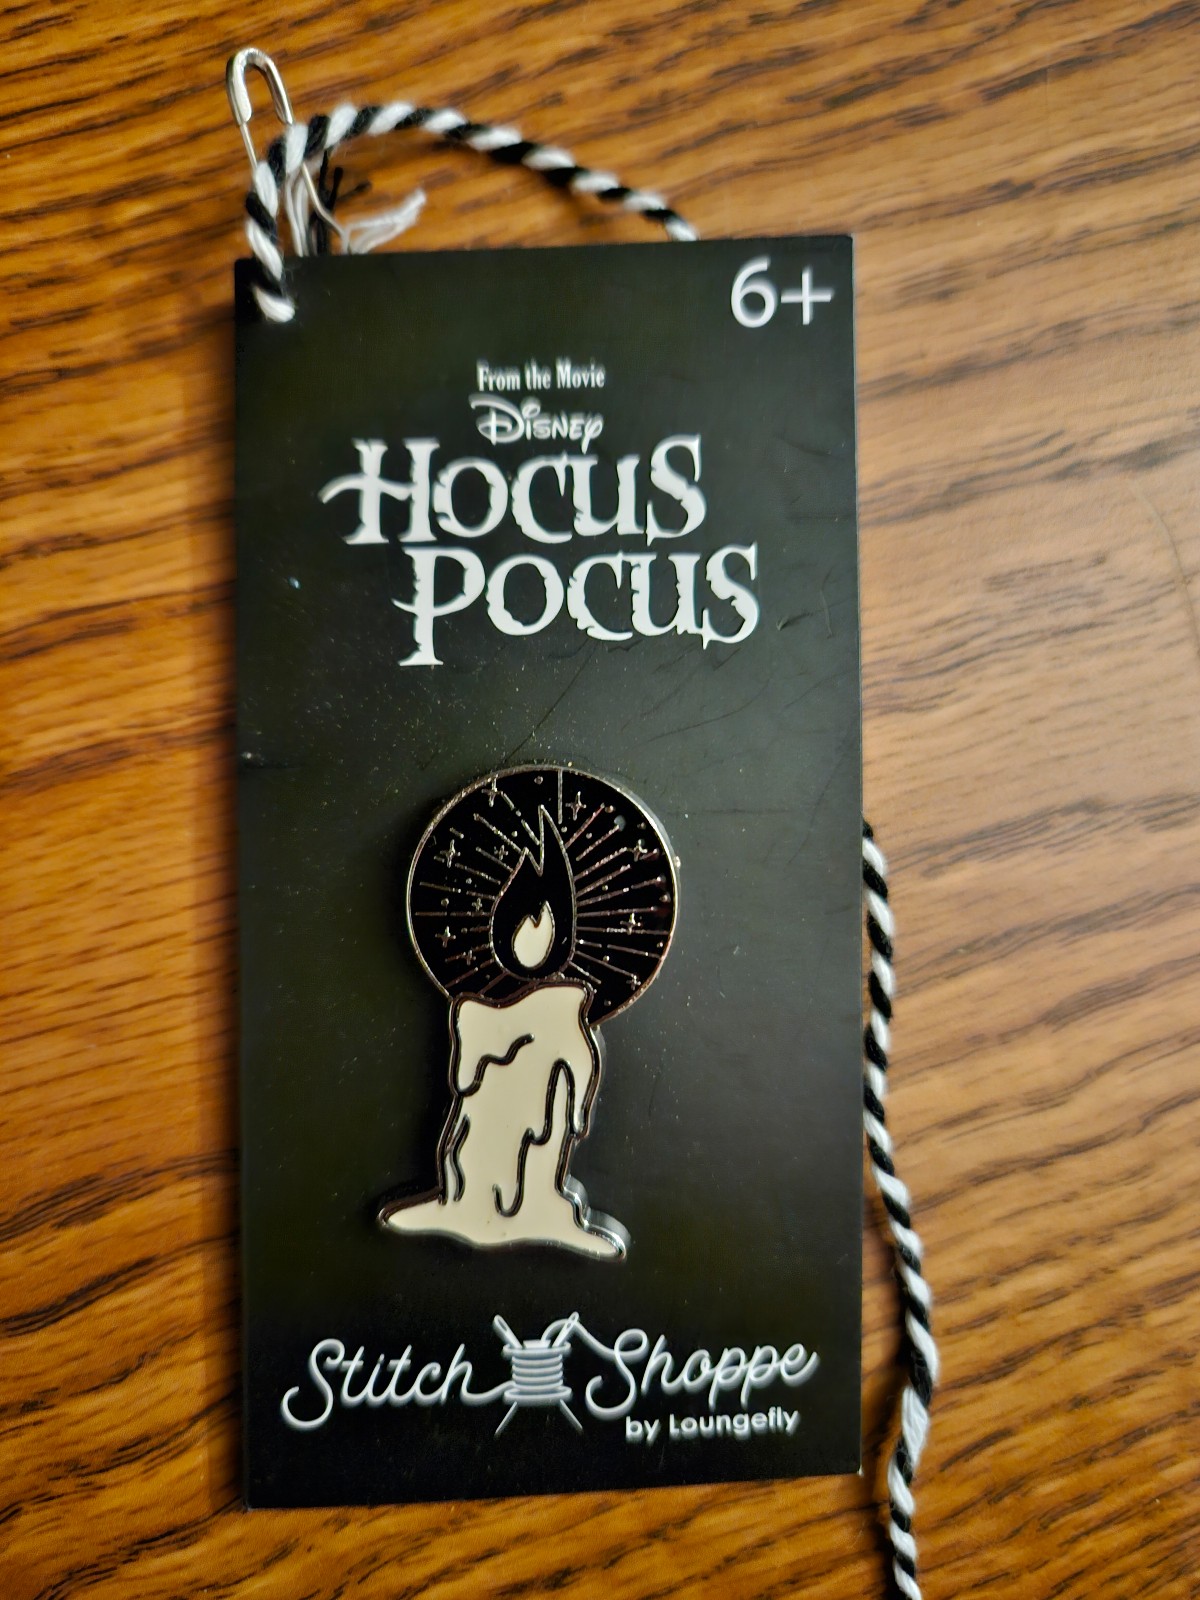 6+
From the Movie
Disney
Hocus
Pocus
Stitch Shoppe
by Loungefly